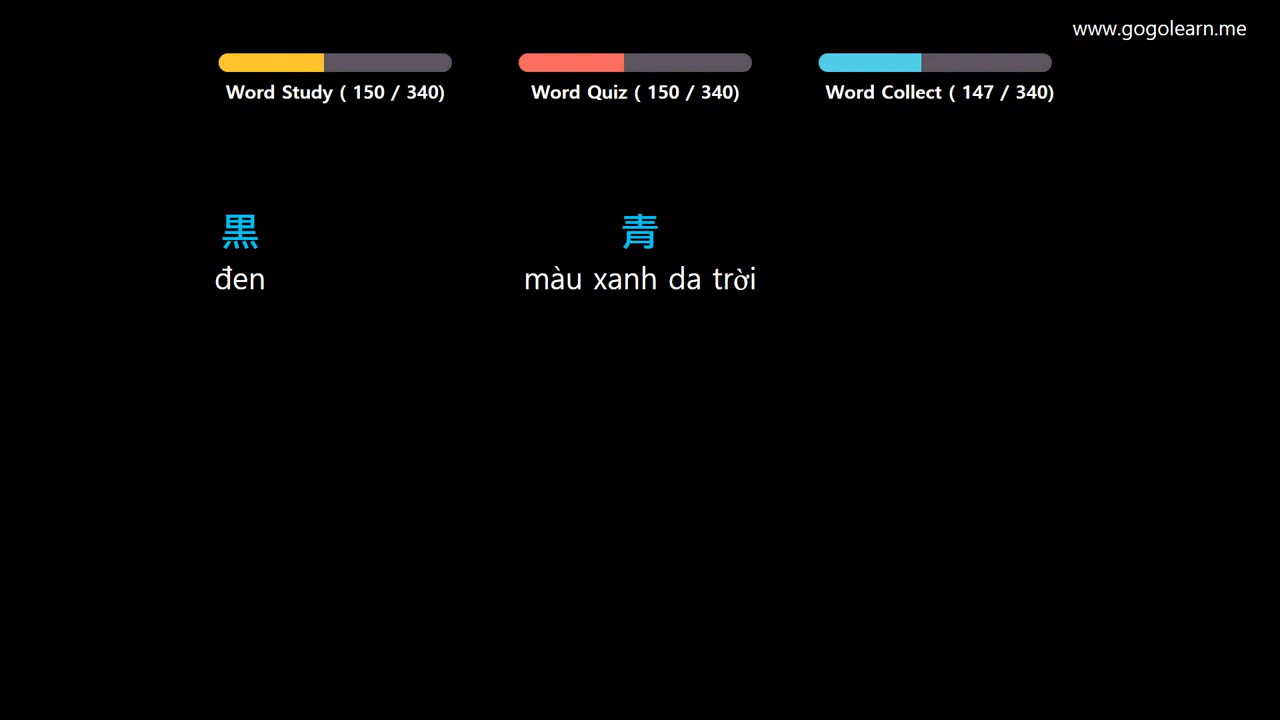 www.gogolearn.me
Word Study ( 150 / 340)
Word Quiz ( 150 / 340)
Word Collect ( 147 / 340)
黒
đen
青
màu xanh da trời